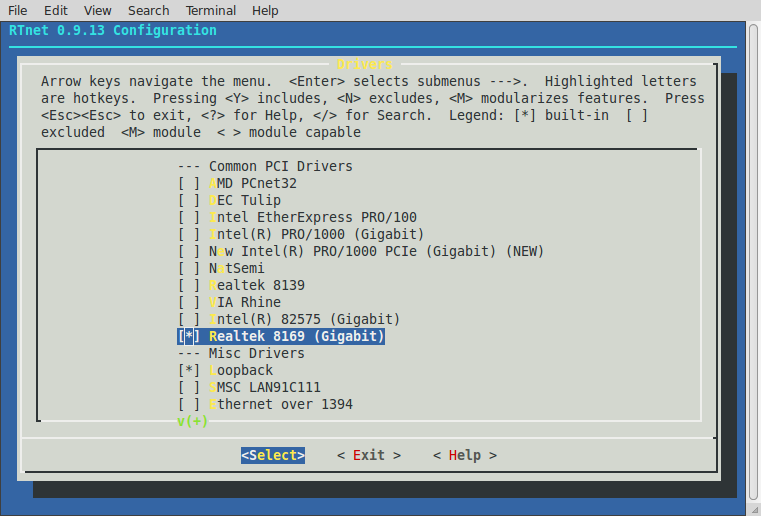 File Edit View Search Terminal Help
RTnet 0.9.13 Configuration
Drivers
Arrow keys navigate the menu. <Enter> selects submenus --->. Highlighted letters
are hotkeys. Pressing <Y> includes, <N> excludes, <M> modularizes features. Press
<Esc><Esc> to exit, <?> for Help, </> for Search. Legend: [*] built-in [ ]
excluded <M> module < > module capable
--- Common PCI Drivers
[ ] AMD PCnet32
[ ] DEC Tulip
[ ] Intel EtherExpress PRO/100
[ ] Intel(R) PRO/1000 (Gigabit)
[ ] New Intel(R) PRO/1000 PCIe (Gigabit) (NEW)
[ ] NatSemi
[ ] Realtek 8139
[ ] VIA Rhine
[ ] Intel(R) 82575 (Gigabit)
[*] Realtek 8169 (Gigabit)
--- Misc Drivers
[*] Loopback
[ ] SMSC LAN91C111
[ ] Ethernet over 1394
v(+)
<Select> < Exit > < Help >